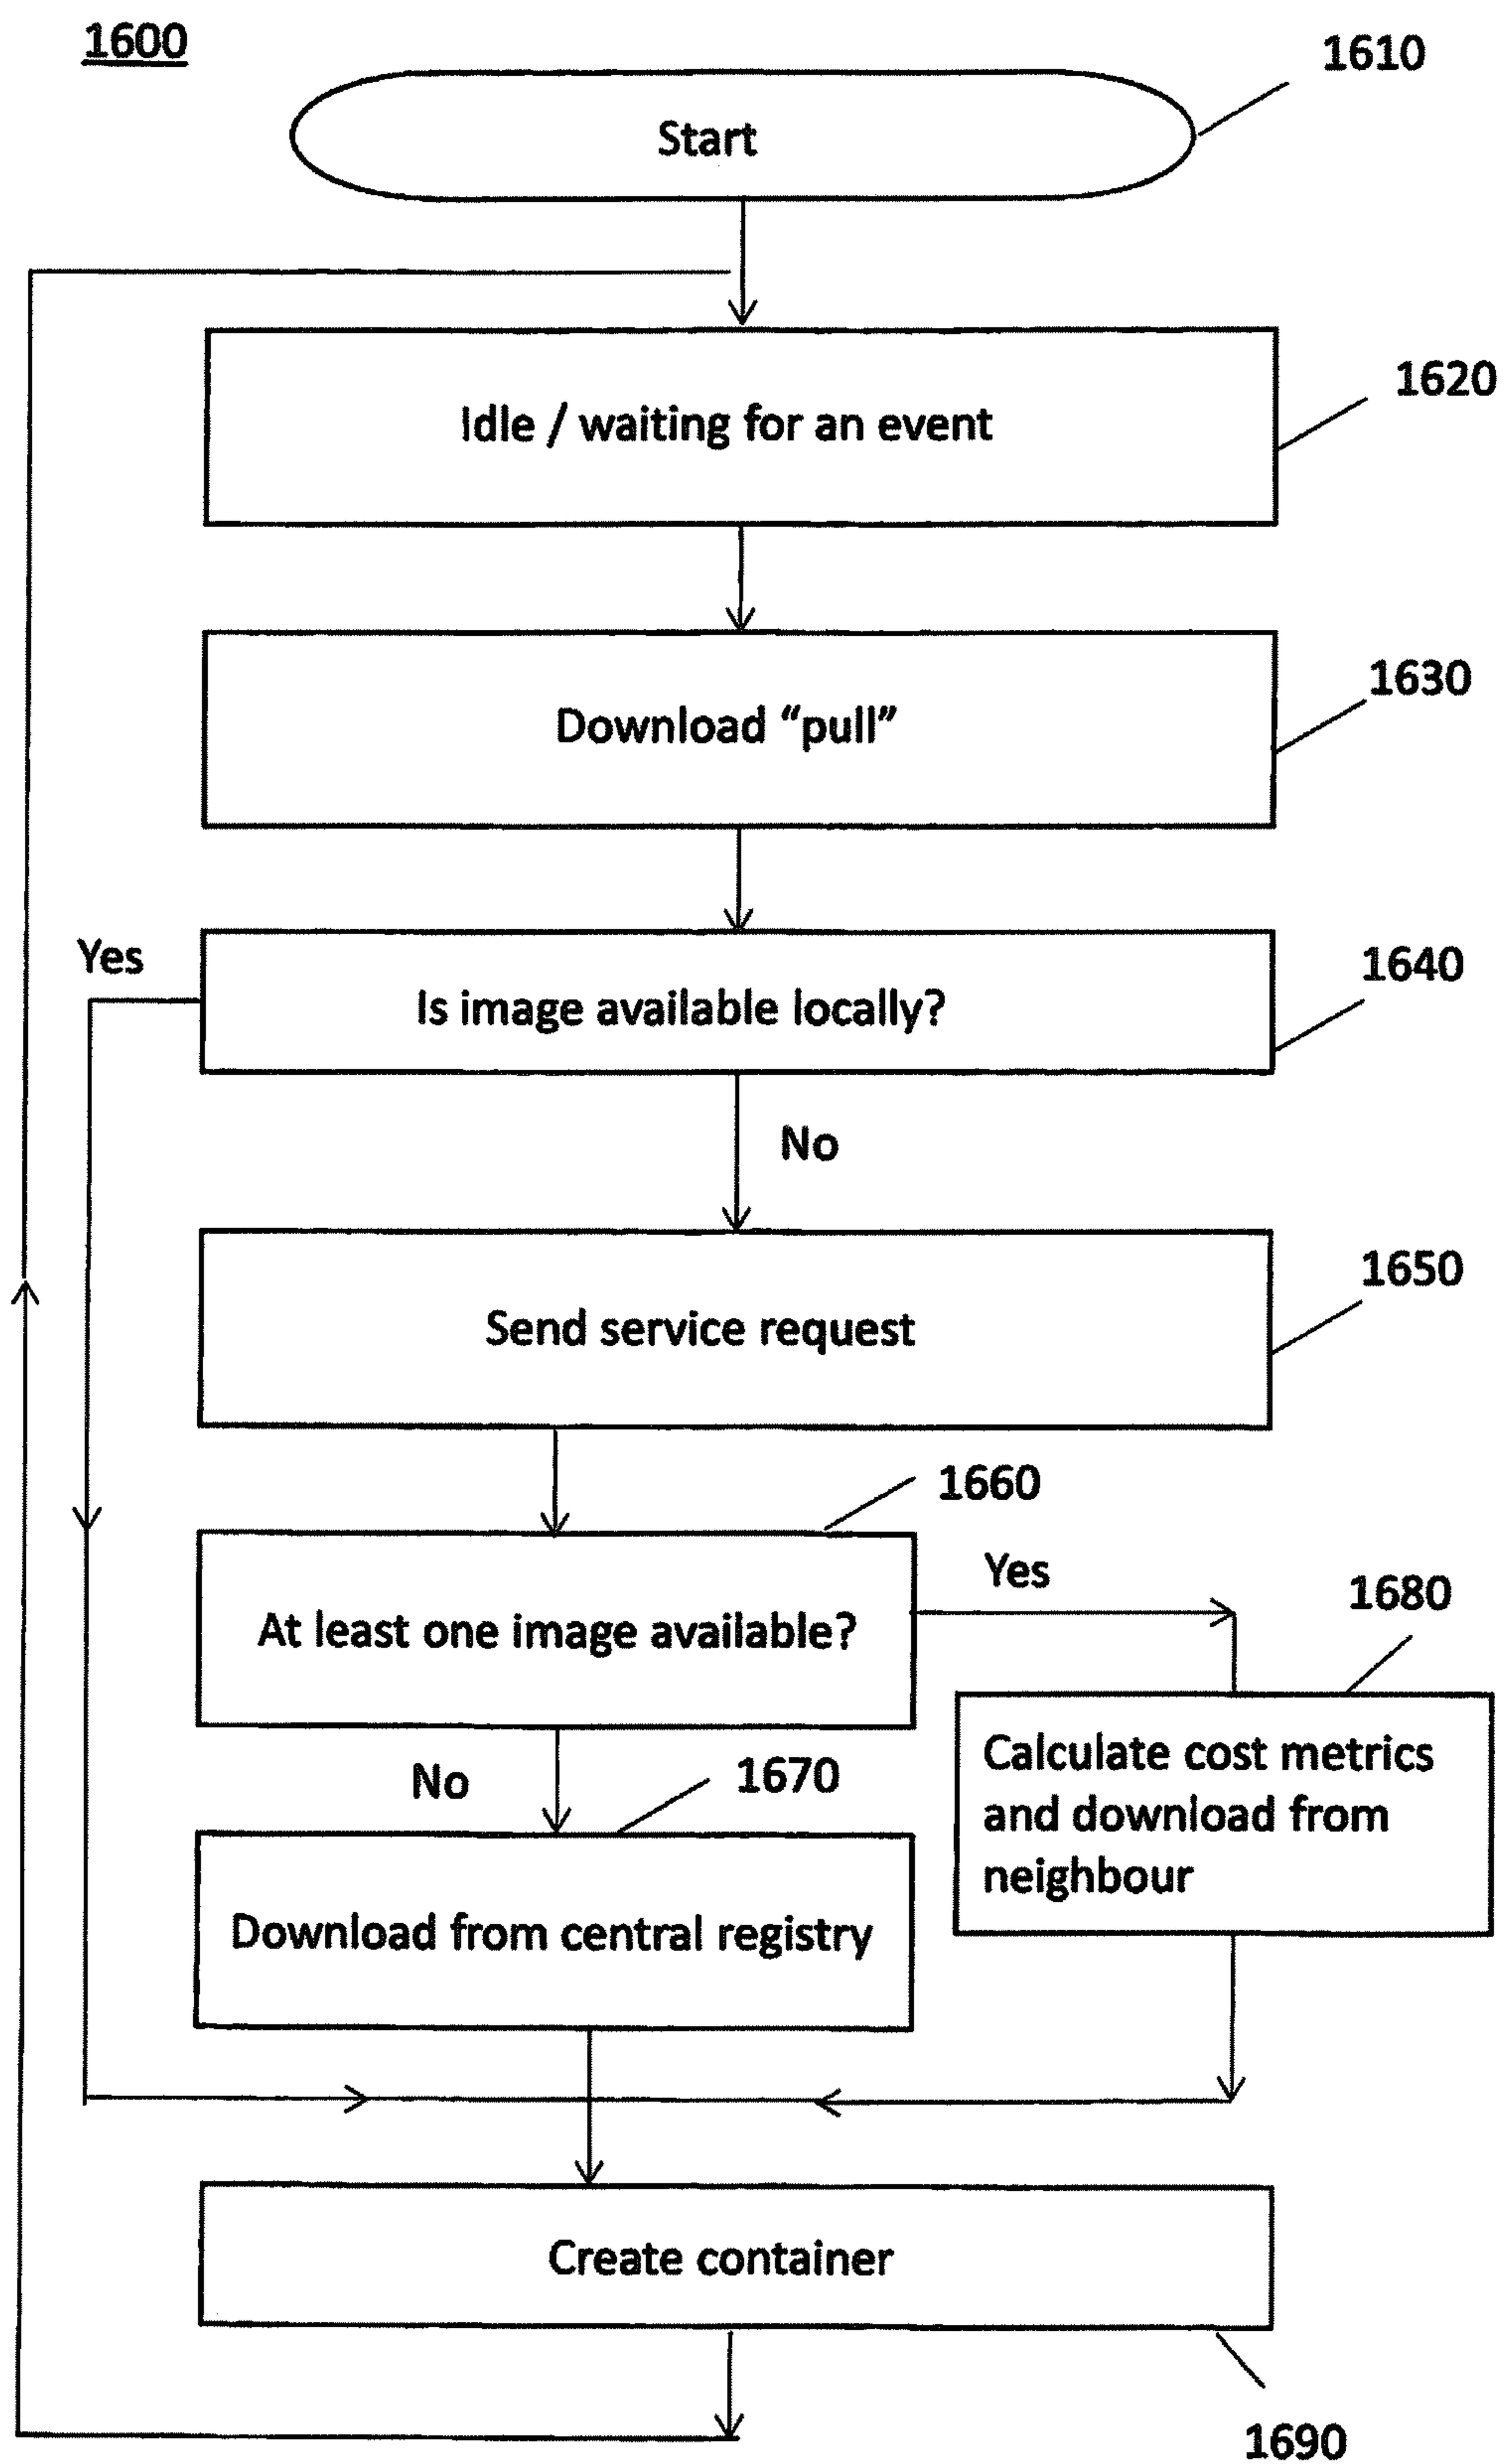 1600
1610
Start
1620
Idle / waiting for an event
1630
Download “pull”
Yes
1640
Is image available locally?
No
1650
Send service request
1660
Yes
1680
At least one image available?
Calculate cost metrics
and download from
neighbour
No
1670
Download from central registry
Create container
1690